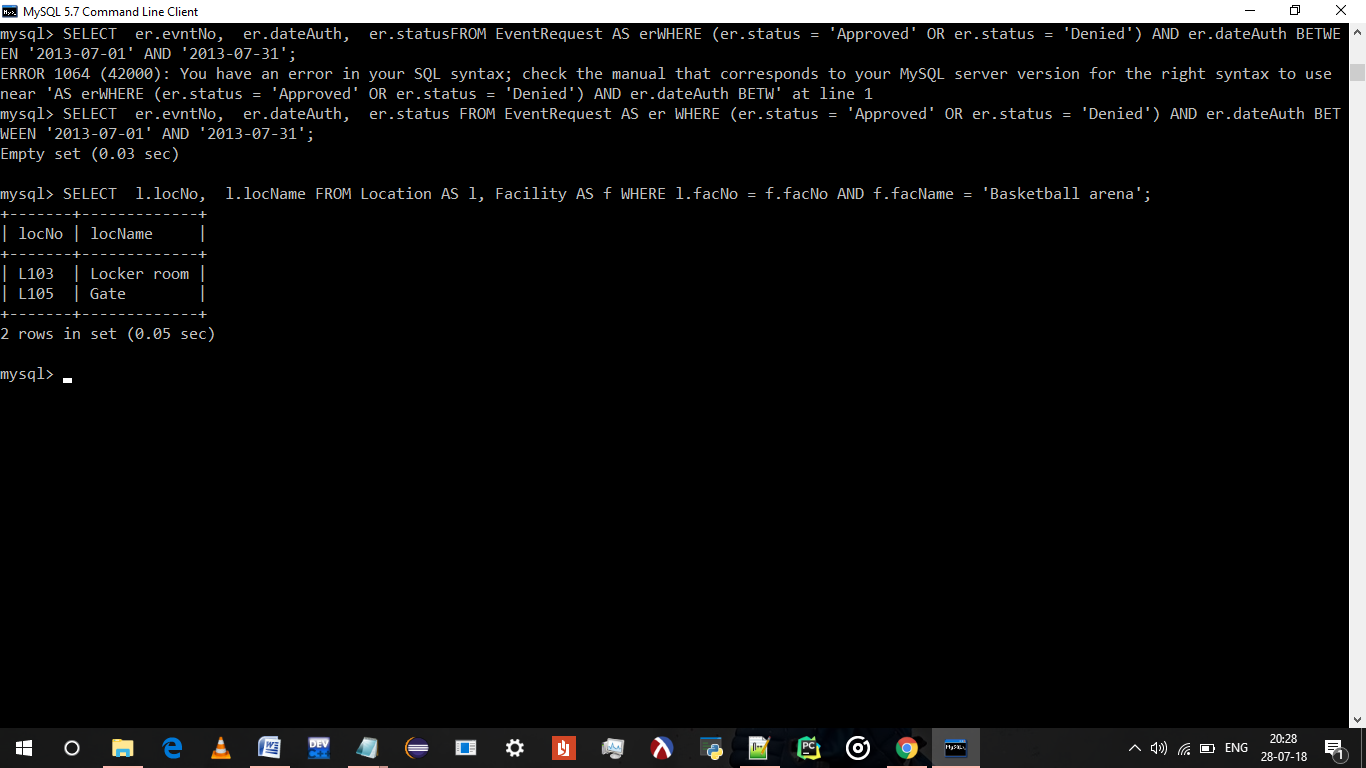 MySQL 5.7 Command Line Client
mysql> SELECT  er.evntNo,  er.dateAuth,  er.statusFROM EventRequest AS erWHERE (er.status = 'Approved' OR er.status = 'Denied') AND er.dateAuth BETWE
EN '2013-07-01' AND '2013-07-31';
ERROR 1064 (42000): You have an error in your SQL syntax; check the manual that corresponds to your MySQL server version for the right syntax to use
near 'AS erWHERE (er.status = 'Approved' OR er.status = 'Denied') AND er.dateAuth BETW' at line 1
mysql> SELECT  er.evntNo,  er.dateAuth,  er.status FROM EventRequest AS er WHERE (er.status = 'Approved' OR er.status = 'Denied') AND er.dateAuth BET
WEEN '2013-07-01' AND '2013-07-31';
Empty set (0.03 sec)
mysql> SELECT  l.locNo,  l.locName FROM Location AS l, Facility AS f WHERE l.facNo = f.facNo AND f.facName = 'Basketball arena';
+-------+-------------+
| locNo | locName     |
+-------+-------------+
| L103  | Locker room |
| L105  | Gate        |
+-------+-------------+
2 rows in set (0.05 sec)
mysql> _
DEV
PC
MySQL
ENG
20:28
28-07-18
1